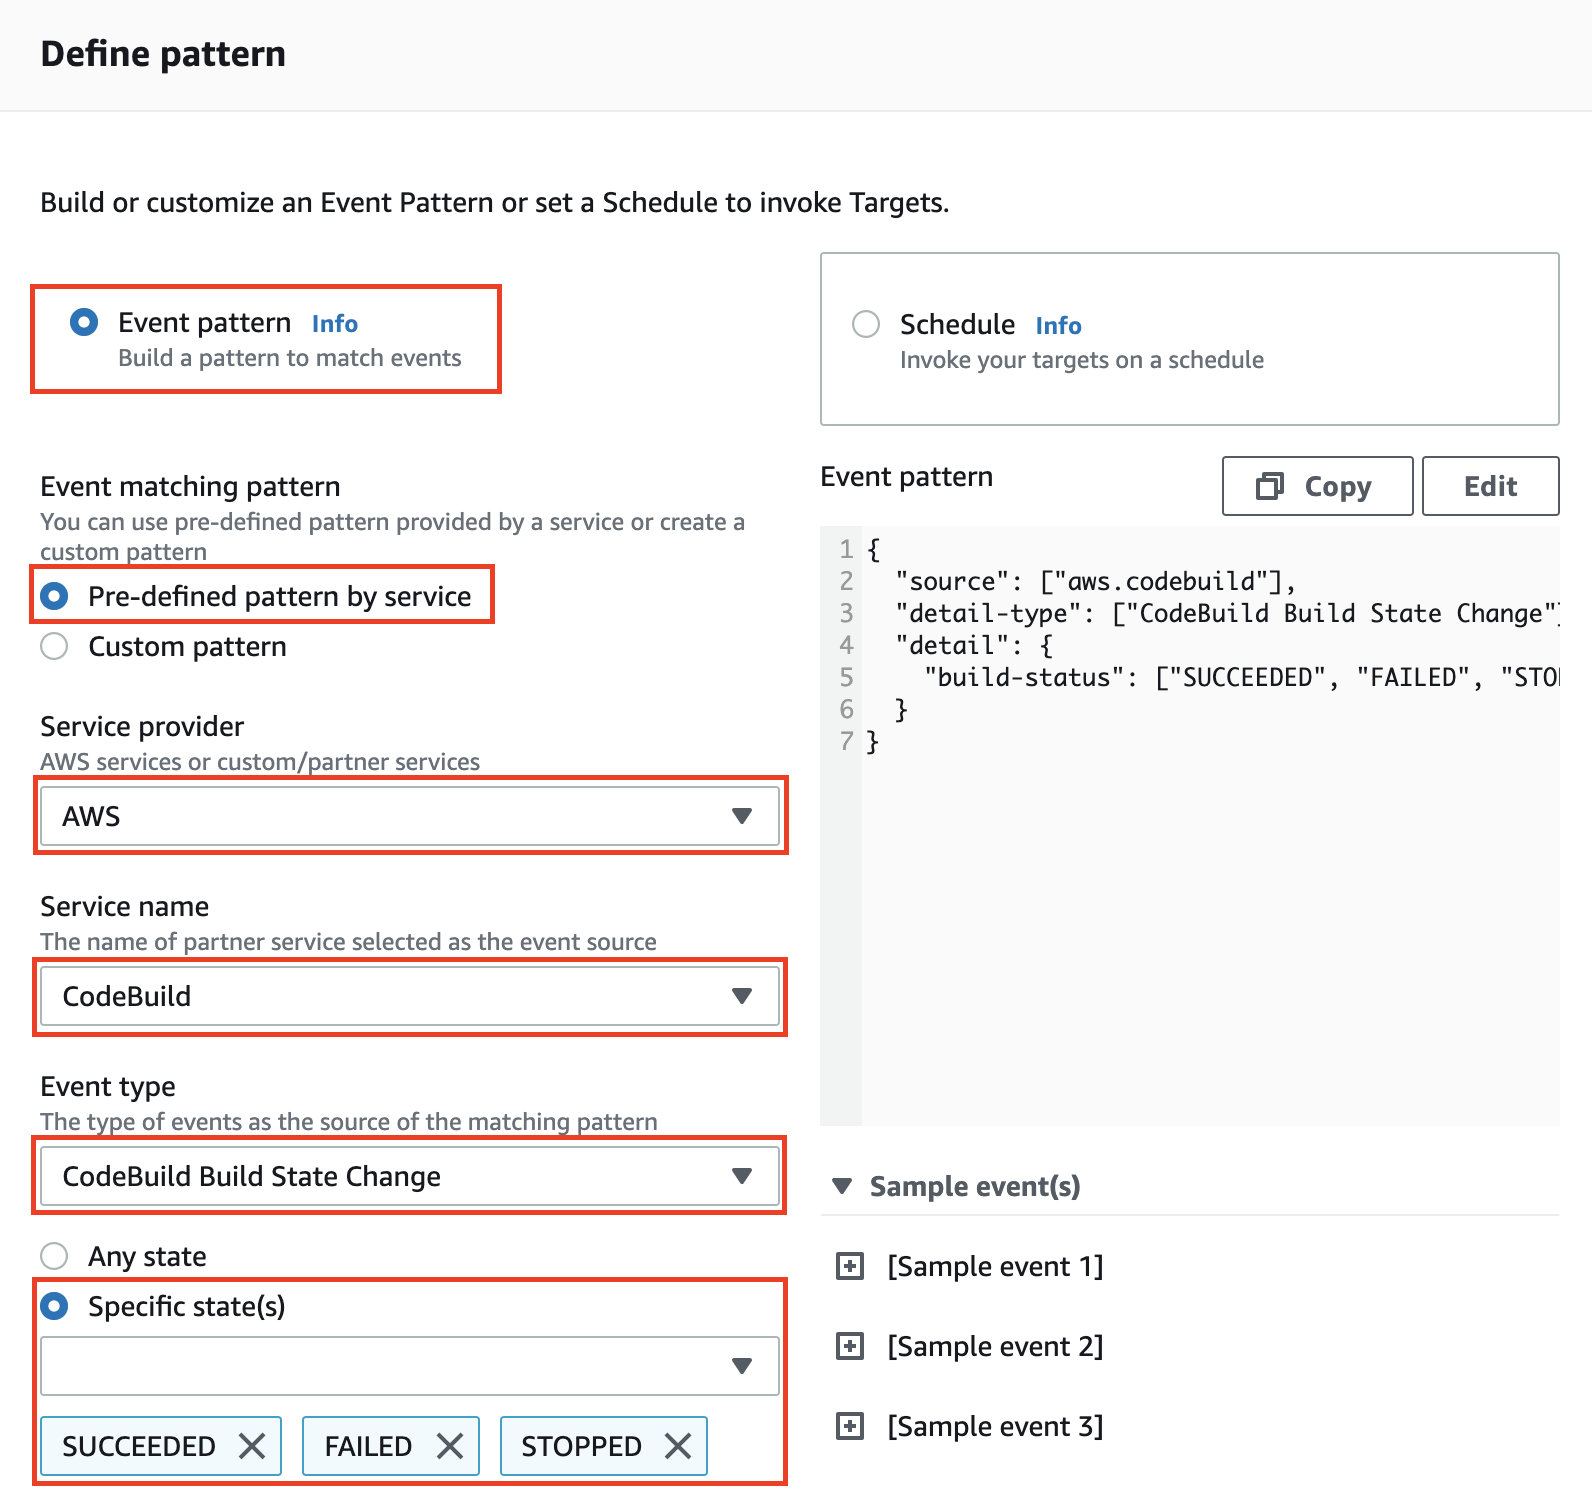 Define pattern
Build or customize an Event Pattern or set a Schedule to invoke Targets.
Event pattern Info
Build a pattern to match events
Schedule Info
Invoke your targets on a schedule
Event matching pattern
You can use pre-defined pattern provided by a service or create a
custom pattern
Pre-defined pattern by service
Custom pattern
Service provider
AWS services or custom/partner services
AWS
Service name
The name of partner service selected as the event source
CodeBuild
Event type
The type of events as the source of the matching pattern
CodeBuild Build State Change
Any state
Specific state(s)
SUCCEEDED
FAILED
STOPPED
Event pattern
Copy
Edit
1 {
2 "source": ["aws.codebuild"],
3 "detail-type": ["CodeBuild Build State Change"]
4 "detail": {
5 "build-status": ["SUCCEEDED", "FAILED", "STO
6 }
7 }
Sample event(s)
[Sample event 1]
[Sample event 2]
[Sample event 3]